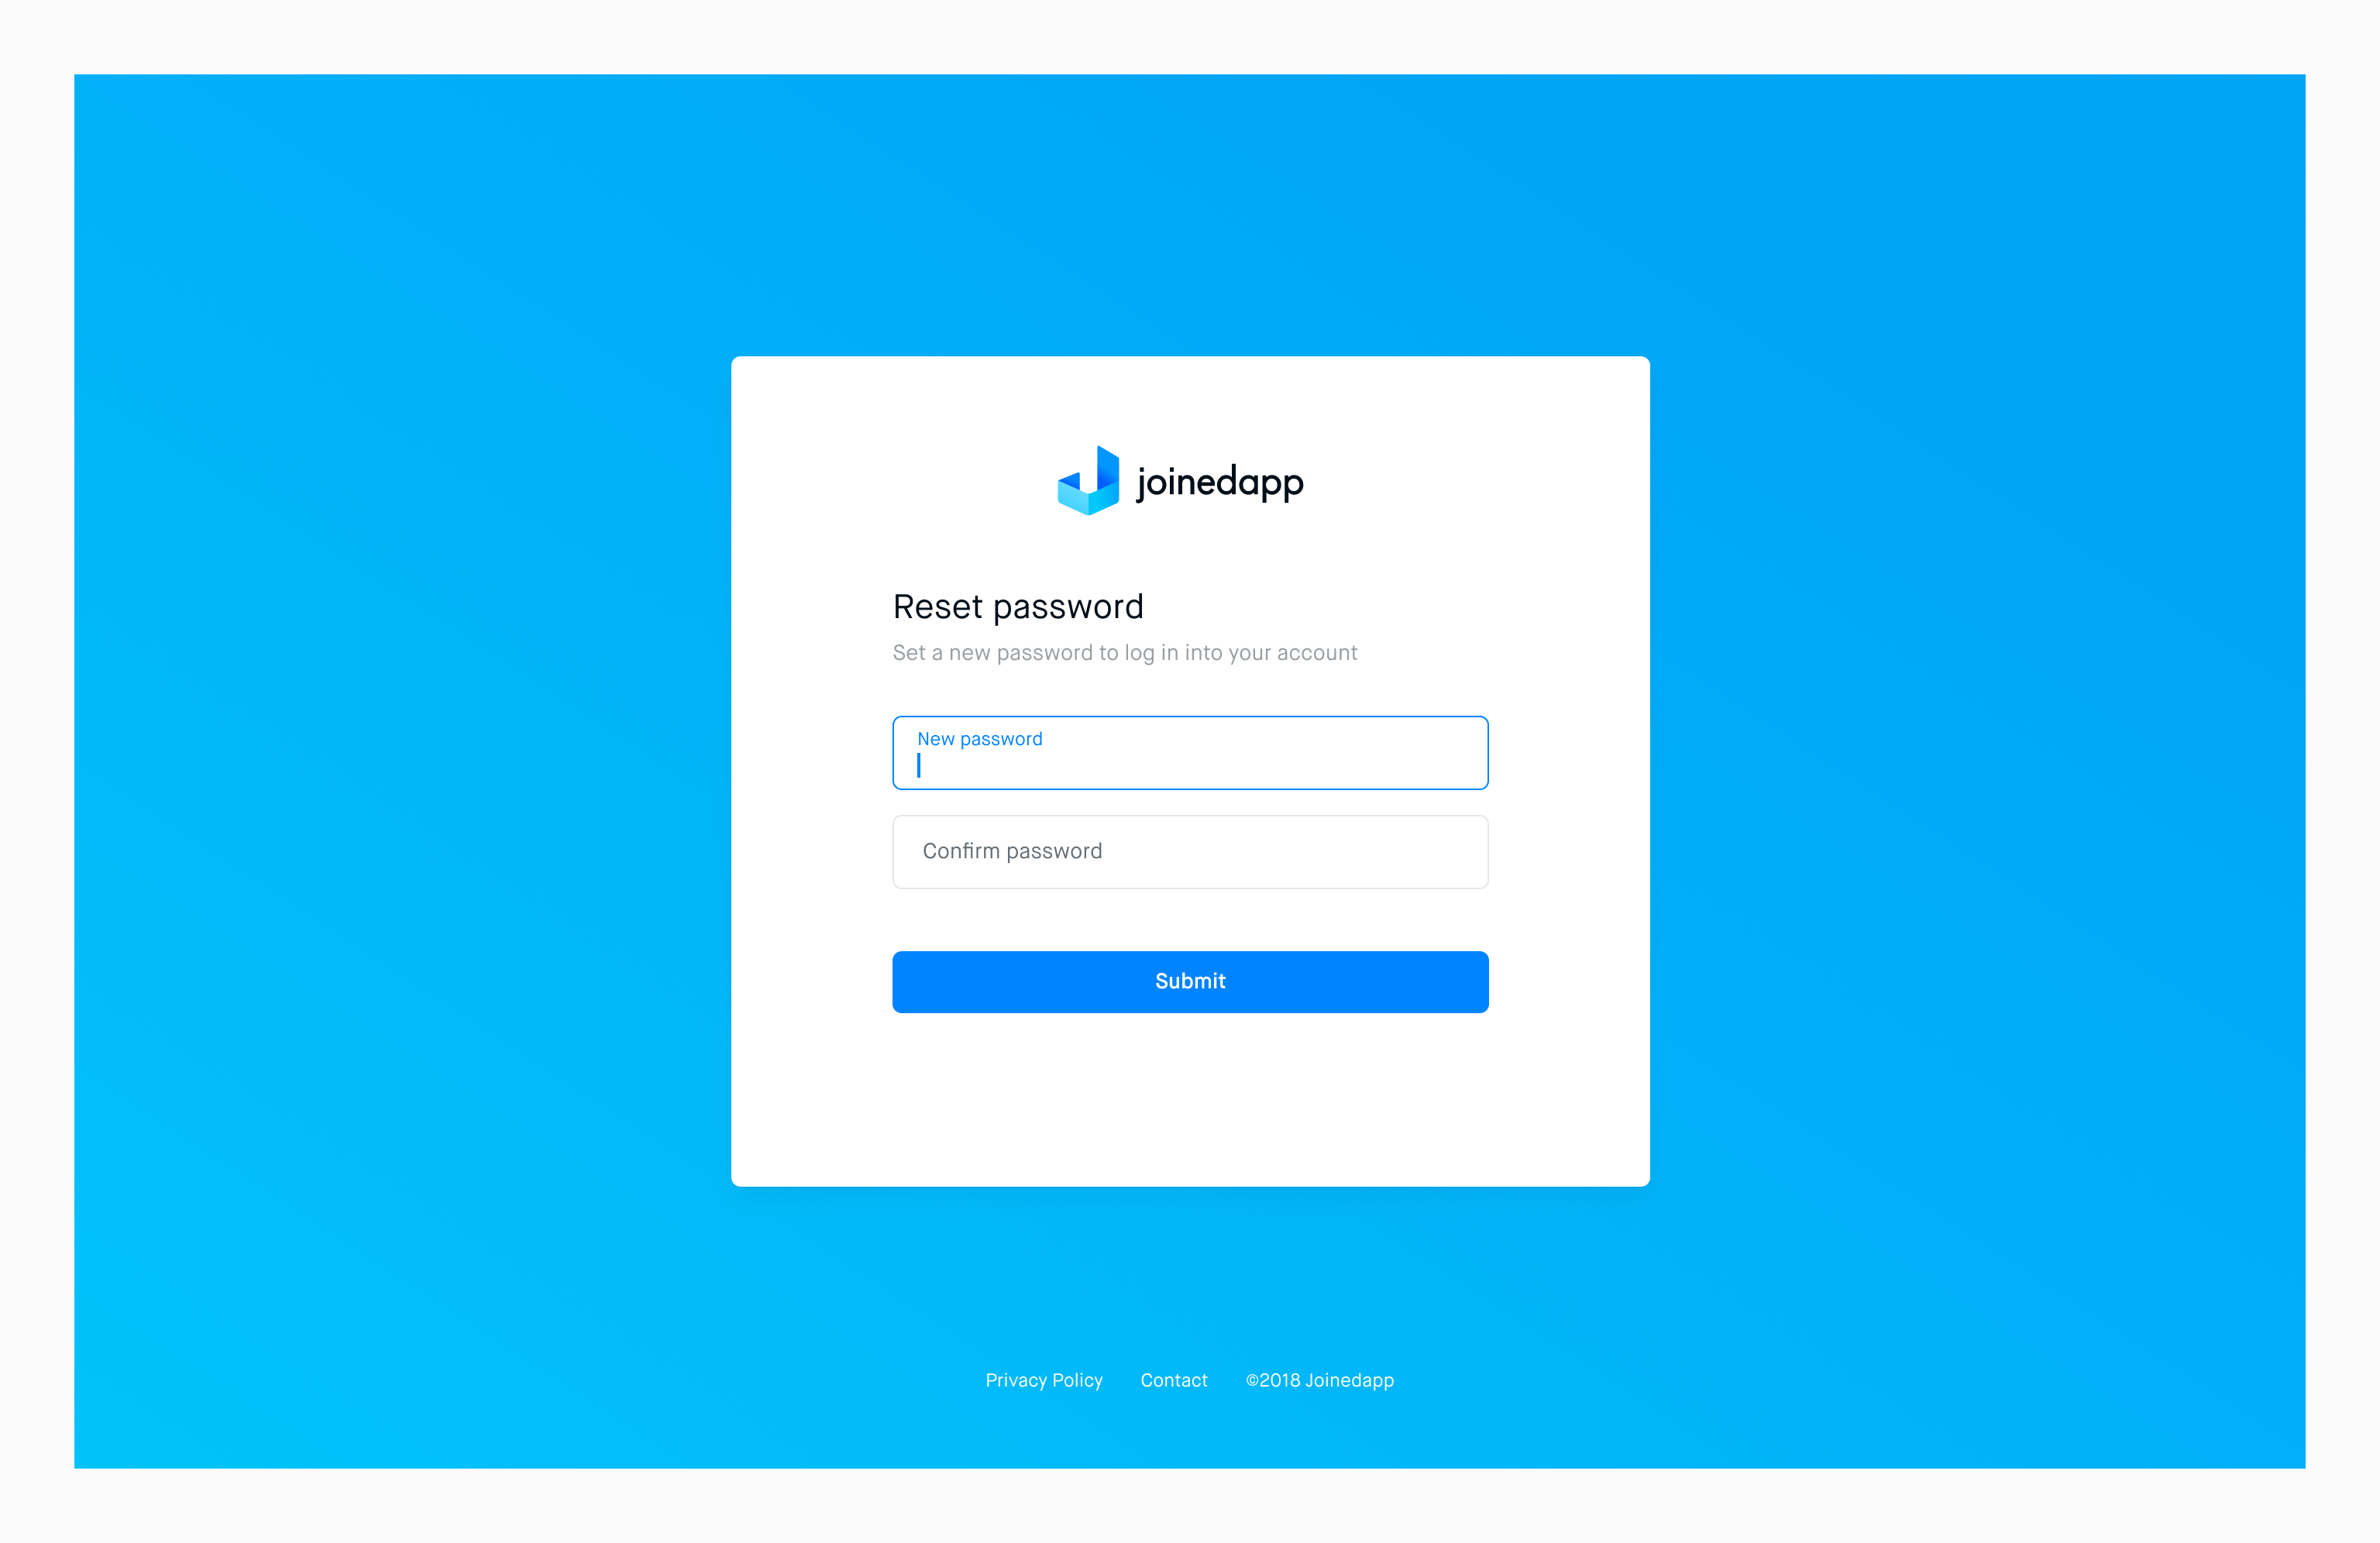 joinedapp
Reset password
Set a new password to log in into your account
New password
Confirm password
Submit
Privacy Policy Contact ©2018 Joinedapp